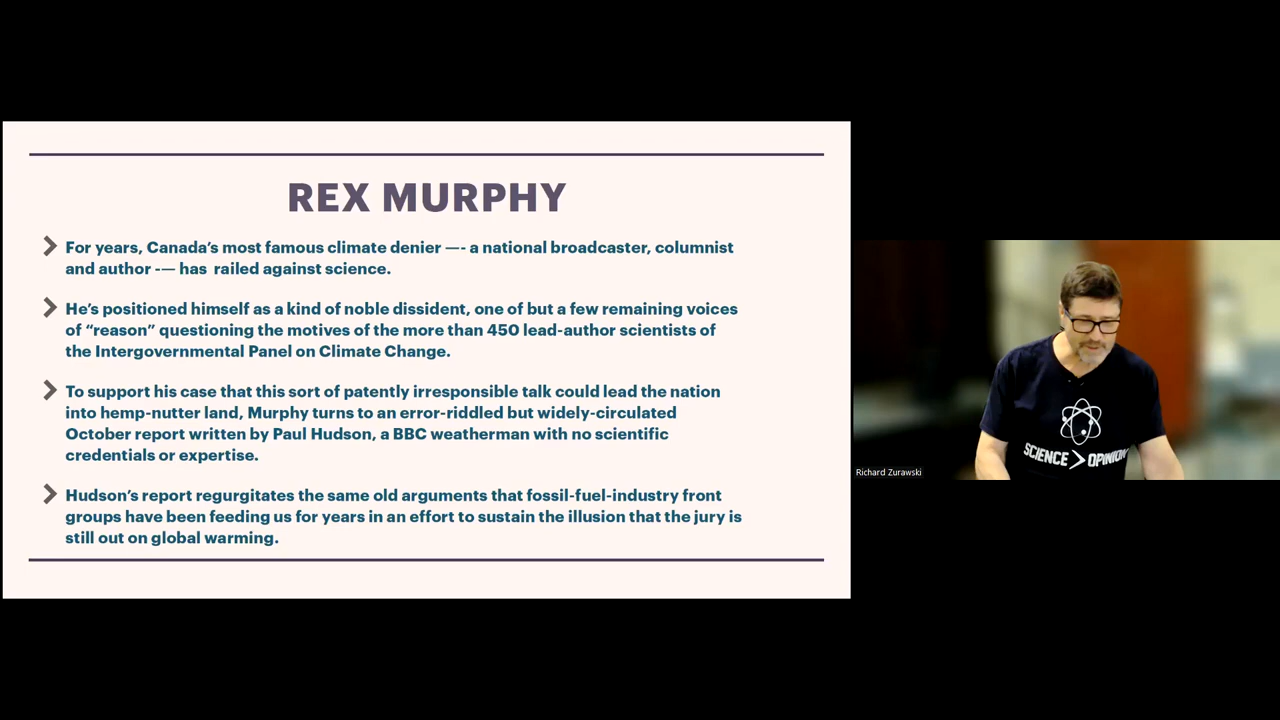 REX MURPHY
For years, Canada’s most famous climate denier —- a national broadcaster, columnist
and author -— has railed against science.
He’s positioned himself as a kind of noble dissident, one of but a few remaining voices
of “reason” questioning the motives of the more than 450 lead-author scientists of
the Intergovernmental Panel on Climate Change.
To support his case that this sort of patently irresponsible talk could lead the nation
into hemp-nutter land, Murphy turns to an error-riddled but widely-circulated
October report written by Paul Hudson, a BBC weatherman with no scientific
credentials or expertise.
Hudson’s report regurgitates the same old arguments that fossil-fuel-industry front
groups have been feeding us for years in an effort to sustain the illusion that the jury is
still out on global warming.
SCIENCE > OPINION
Richard Zurawski